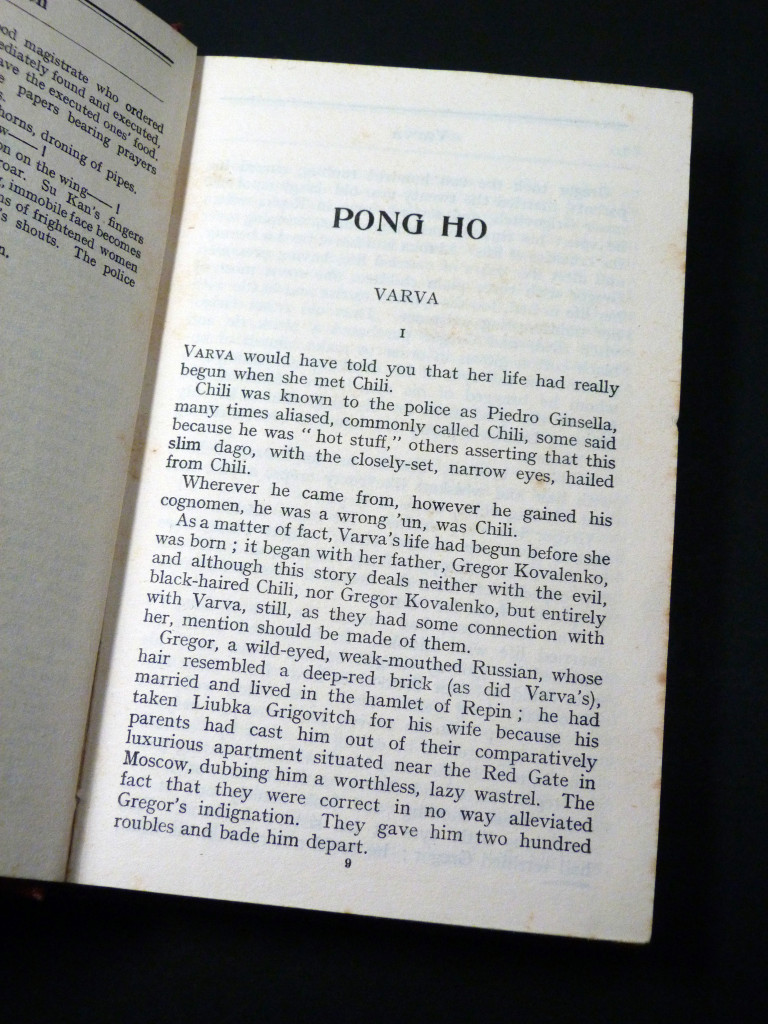 ood magistrate who ordered
ediately found and executed,
ave the executed ones' food.
e papers bearing prayers
s.
horns, droning of pipes.
w——!
on on the wing——!
roar. Su Kan's fingers
, immobile face becomes
ns of frightened women
's shouts. The police
n.
PONG HO
VARVA
I
VARVA would have told you that her life had really
begun when she met Chili.
Chili was known to the police as Piedro Ginsella,
many times aliased, commonly called Chili, some said
because he was " hot stuff," others asserting that this
slim dago, with the closely-set, narrow eyes, hailed
from Chili.
Wherever he came from, however he gained his
cognomen, he was a wrong 'un, was Chili.
As a matter of fact, Varva's life had begun before she
was born ; it began with her father, Gregor Kovalenko,
and although this story deals neither with the evil,
black-haired Chili, nor Gregor Kovalenko, but entirely
with Varva, still, as they had some connection with
her, mention should be made of them.
Gregor, a wild-eyed, weak-mouthed Russian, whose
hair resembled a deep-red brick (as did Varva's),
married and lived in the hamlet of Repin ; he had
taken Liubka Grigovitch for his wife because his
parents had cast him out of their comparatively
luxurious apartment situated near the Red Gate in
Moscow, dubbing him a worthless, lazy wastrel. The
fact that they were correct in no way alleviated
Gregor's indignation. They gave him two hundred
roubles and bade him depart.
9